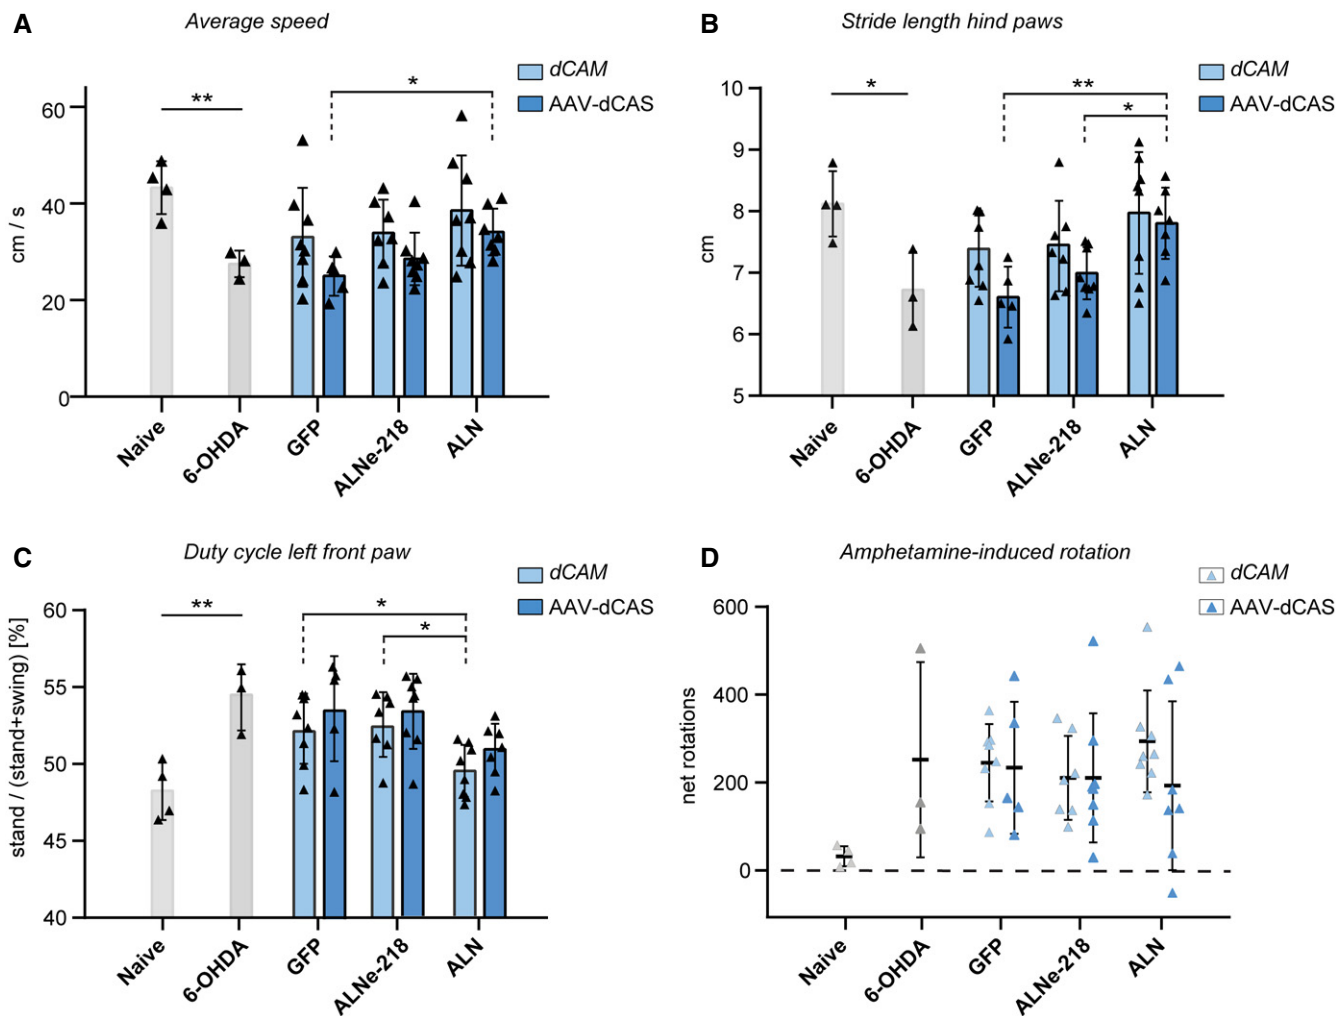 A
Average speed
dCAM
AAV-dCAS
**
*
60
40
20
0
cm / s
Naive
6-OHDA
GFP
ALNe-218
ALN
B
Stride length hind paws
dCAM
AAV-dCAS
*
**
*
10
9
8
7
6
5
cm
Naive
6-OHDA
GFP
ALNe-218
ALN
C
Duty cycle left front paw
dCAM
AAV-dCAS
**
*
*
60
55
50
45
40
stand / (stand+swing) [%]
Naive
6-OHDA
GFP
ALNe-218
ALN
D
Amphetamine-induced rotation
dCAM
AAV-dCAS
600
400
200
0
net rotations
Naive
6-OHDA
GFP
ALNe-218
ALN